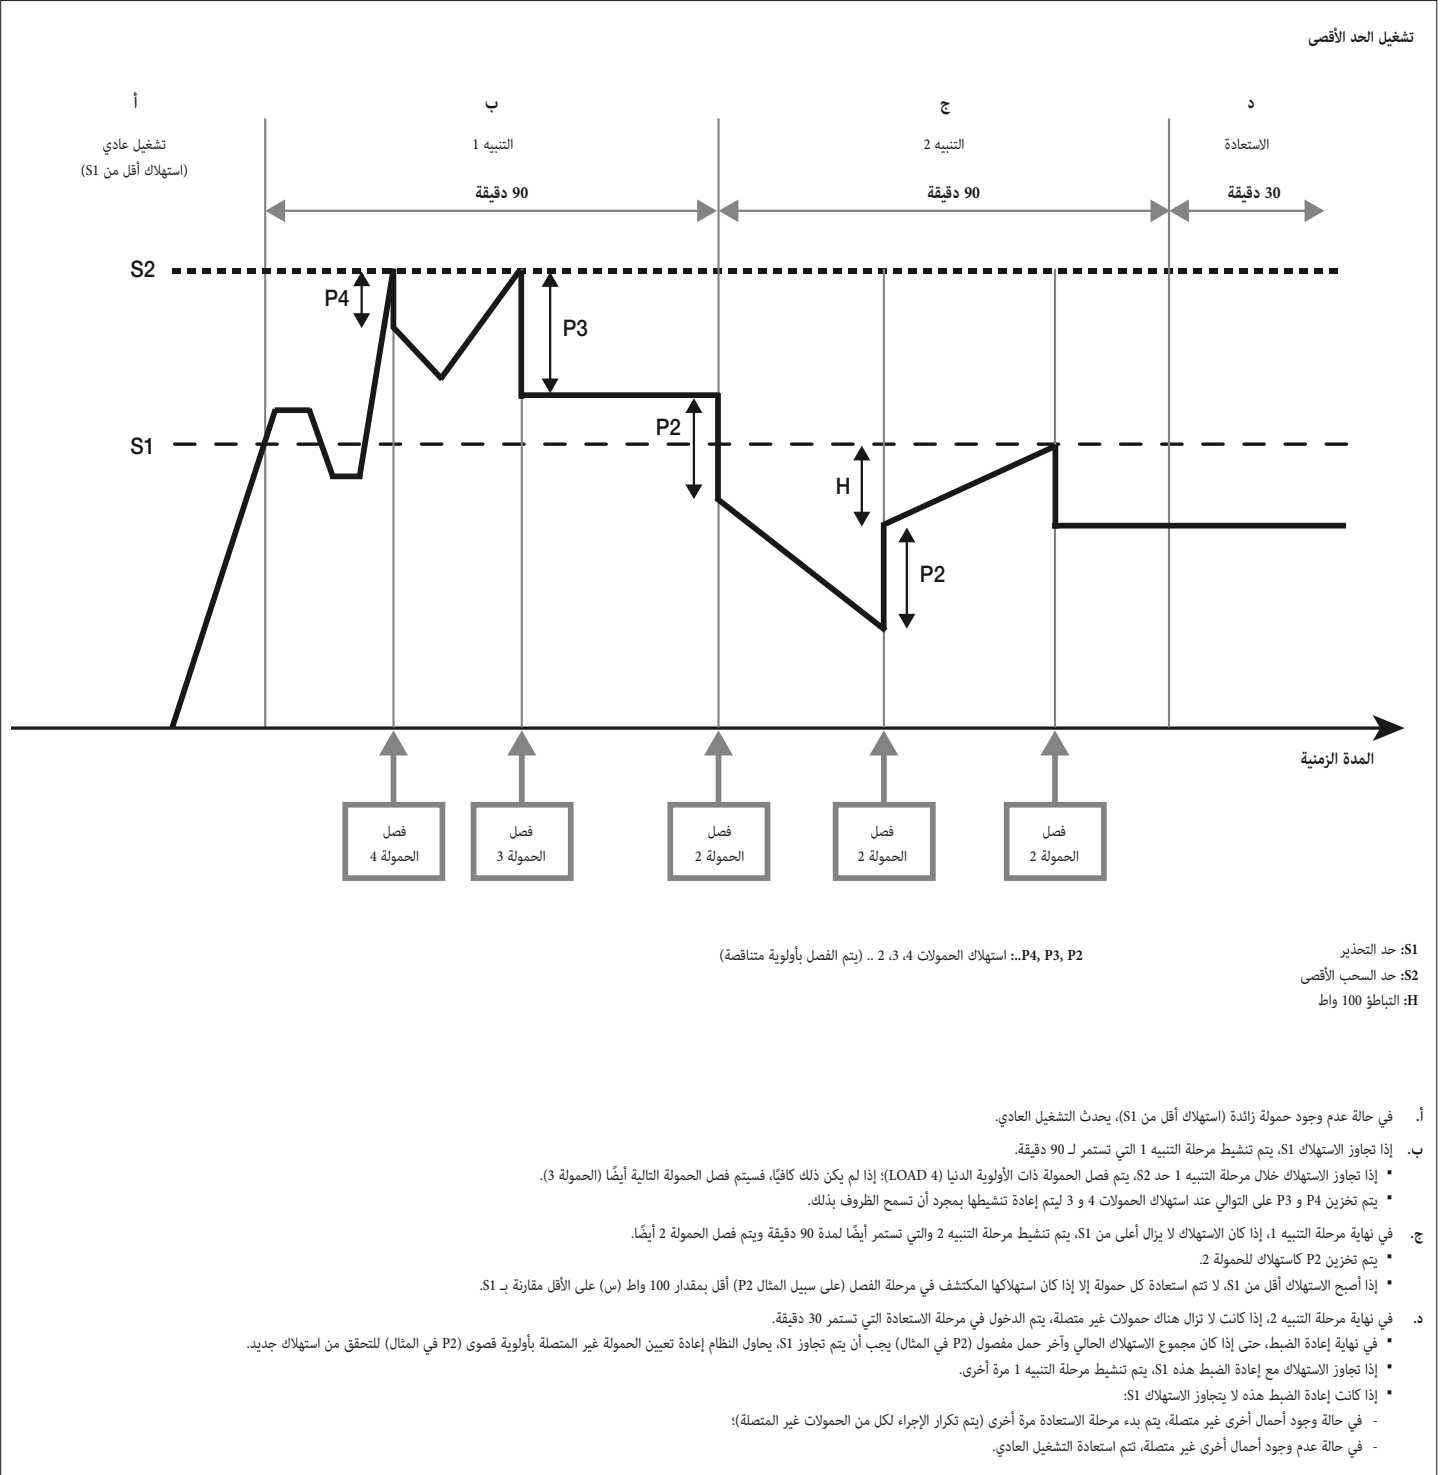 تشغيل الحد الأقصى
أ
ب
ج
د
تشغيل عادي
(استهلاك أقل من S1)
التنبيه 1
التنبيه 2
الاستعادة
90 دقيقة
90 دقيقة
30 دقيقة
S2
P4
P3
S1
P2
H
P2
المدة الزمنية
فصل
الحمولة 4
فصل
الحمولة 3
فصل
الحمولة 2
فصل
الحمولة 2
فصل
الحمولة 2
S1: حد التحذير
S2: حد السحب الأقصى
H: التباطؤ 100 واط
P4, P3, P2..: استهلاك الحمولات 4، 3، 2 .. (يتم الفصل بأولوية متناقصة)
أ. في حالة عدم وجود حمولة زائدة (استهلاك أقل من S1)، يحدث التشغيل العادي.
ب. إذا تجاوز الاستهلاك S1، يتم تنشيط مرحلة التنبيه 1 التي تستمر لـ 90 دقيقة.
▪ إذا تجاوز الاستهلاك خلال مرحلة التنبيه 1 حد S2، يتم فصل الحمولة ذات الأولوية الدنيا (LOAD 4)؛ إذا لم يكن ذلك كافيًا، فسيتم فصل الحمولة التالية أيضًا (الحمولة 3).
▪ يتم تخزين P4 و P3 على التوالي عند استهلاك الحمولات 4 و 3 ليتم إعادة تنشيطها بمجرد أن تسمح الظروف بذلك.
ج. في نهاية مرحلة التنبيه 1، إذا كان الاستهلاك لا يزال أعلى من S1، يتم تنشيط مرحلة التنبيه 2 والتي تستمر أيضًا لمدة 90 دقيقة ويتم فصل الحمولة 2 أيضًا.
▪ يتم تخزين P2 كاستهلاك للحمولة 2.
▪ إذا أصبح الاستهلاك أقل من S1، لا تتم استعادة كل حمولة إلا إذا كان استهلاكها المكتشف في مرحلة الفصل (على سبيل المثال P2) أقل بمقدار 100 واط (س) على الأقل مقارنة بـ S1.
د. في نهاية مرحلة التنبيه 2، إذا كانت لا تزال هناك حمولات غير متصلة، يتم الدخول في مرحلة الاستعادة التي تستمر 30 دقيقة.
▪ في نهاية إعادة الضبط، حتى إذا كان مجموع الاستهلاك الحالي وآخر حمل مفصول (P2 في المثال) يجب أن يتم تجاوز S1، يحاول النظام إعادة تعيين الحمولة غير المتصلة بأولوية قصوى (P2 في المثال) للتحقق من استهلاك جديد.
▪ إذا تجاوز الاستهلاك مع إعادة الضبط هذه S1، يتم تنشيط مرحلة التنبيه 1 مرة أخرى.
▪ إذا كانت إعادة الضبط هذه لا يتجاوز الاستهلاك S1:
- في حالة وجود أحمال أخرى غير متصلة، يتم بدء مرحلة الاستعادة مرة أخرى (يتم تكرار الإجراء لكل من الحمولات غير المتصلة)؛
- في حالة عدم وجود أحمال أخرى غير متصلة، تتم استعادة التشغيل العادي.